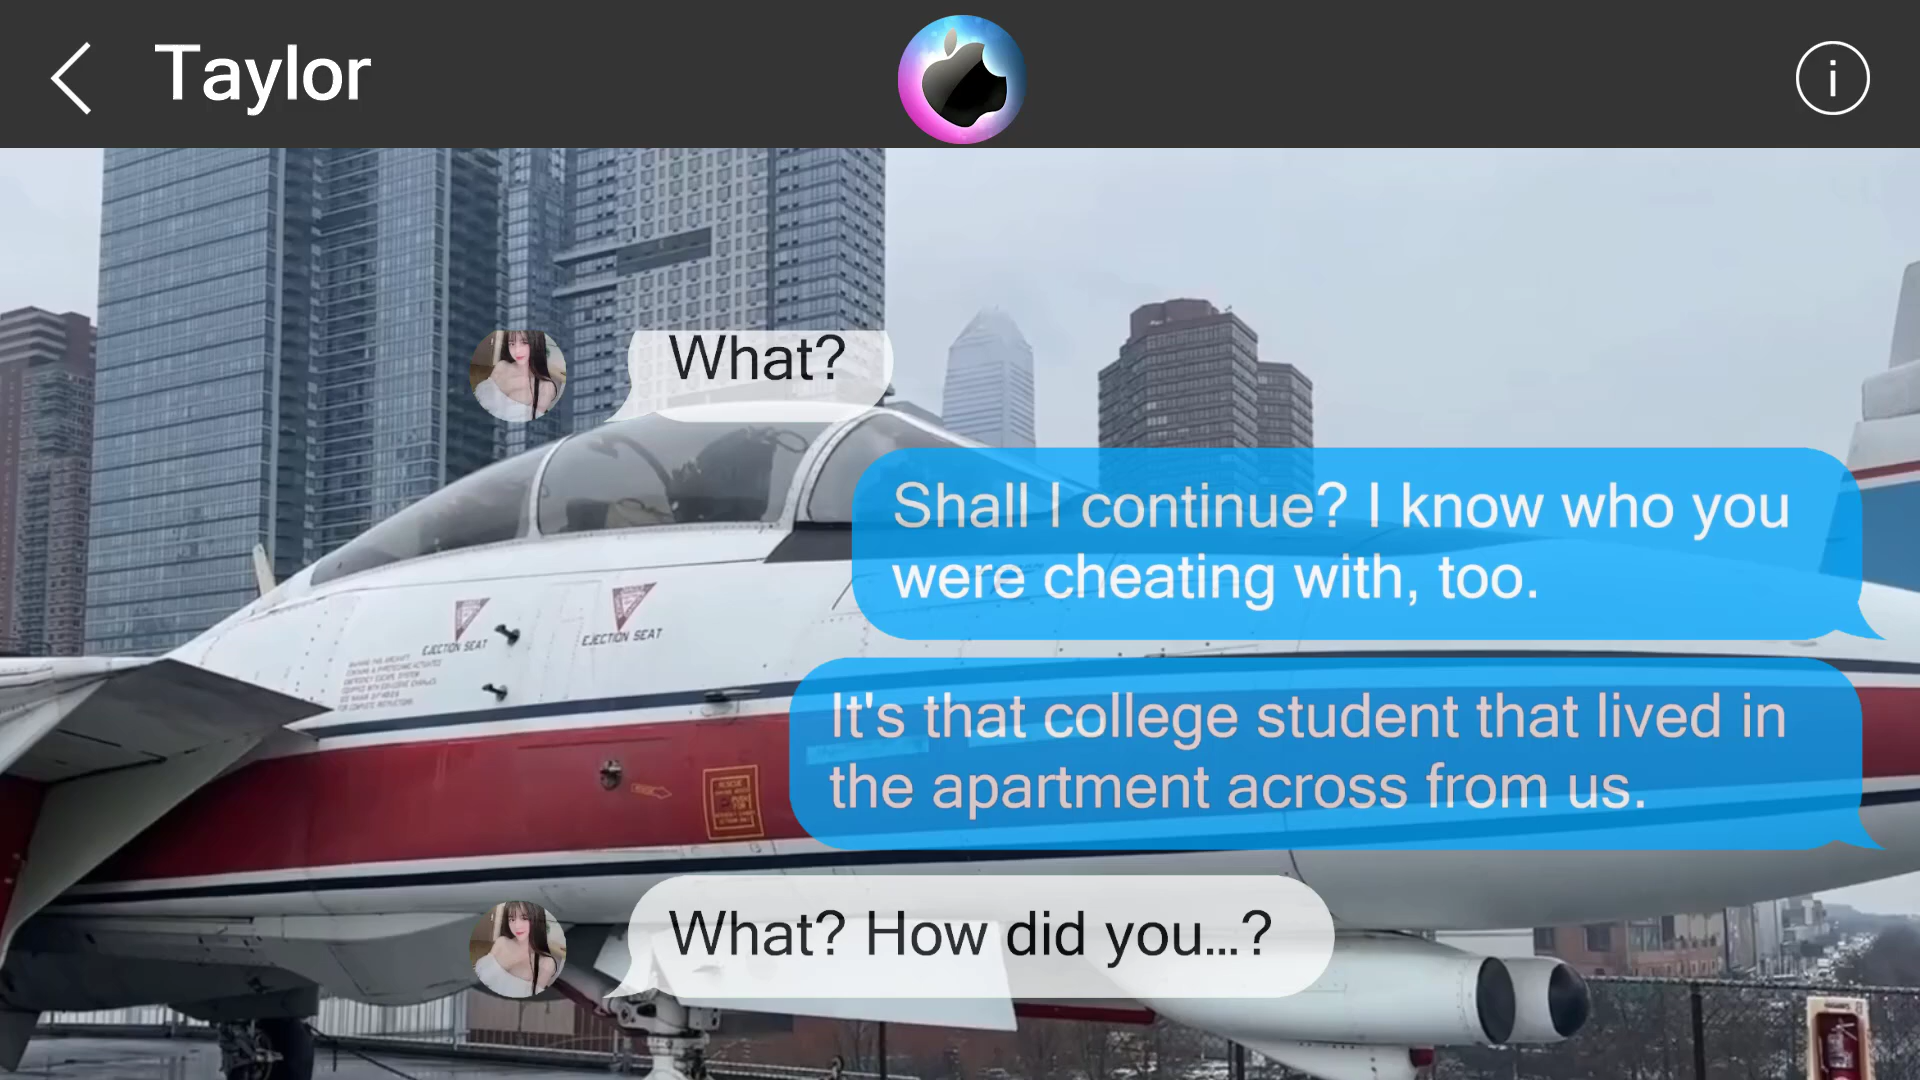 Taylor
i
What?
Shall I continue? I know who you
were cheating with, too.
It's that college student that lived in
the apartment across from us.
EJECTION SEAT
EJECTION SEAT
RESCUE
What? How did you...?